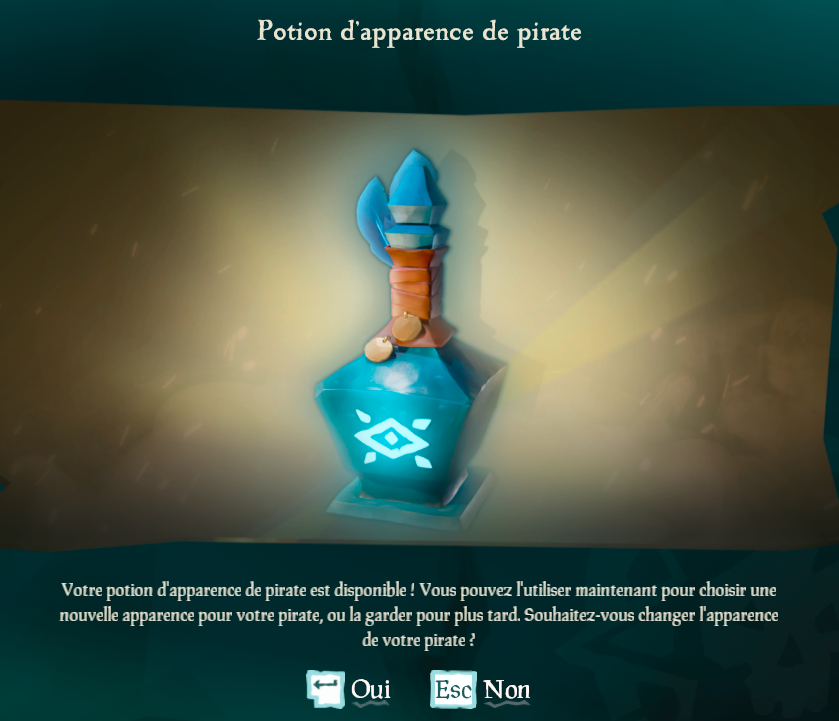 Potion d'apparence de pirate
Votre potion d'apparence de pirate est disponible ! Vous pouvez l'utiliser maintenant pour choisir une
nouvelle apparence pour votre pirate, ou la garder pour plus tard. Souhaitez-vous changer l'apparence
de votre pirate ?
Oui Esc Non